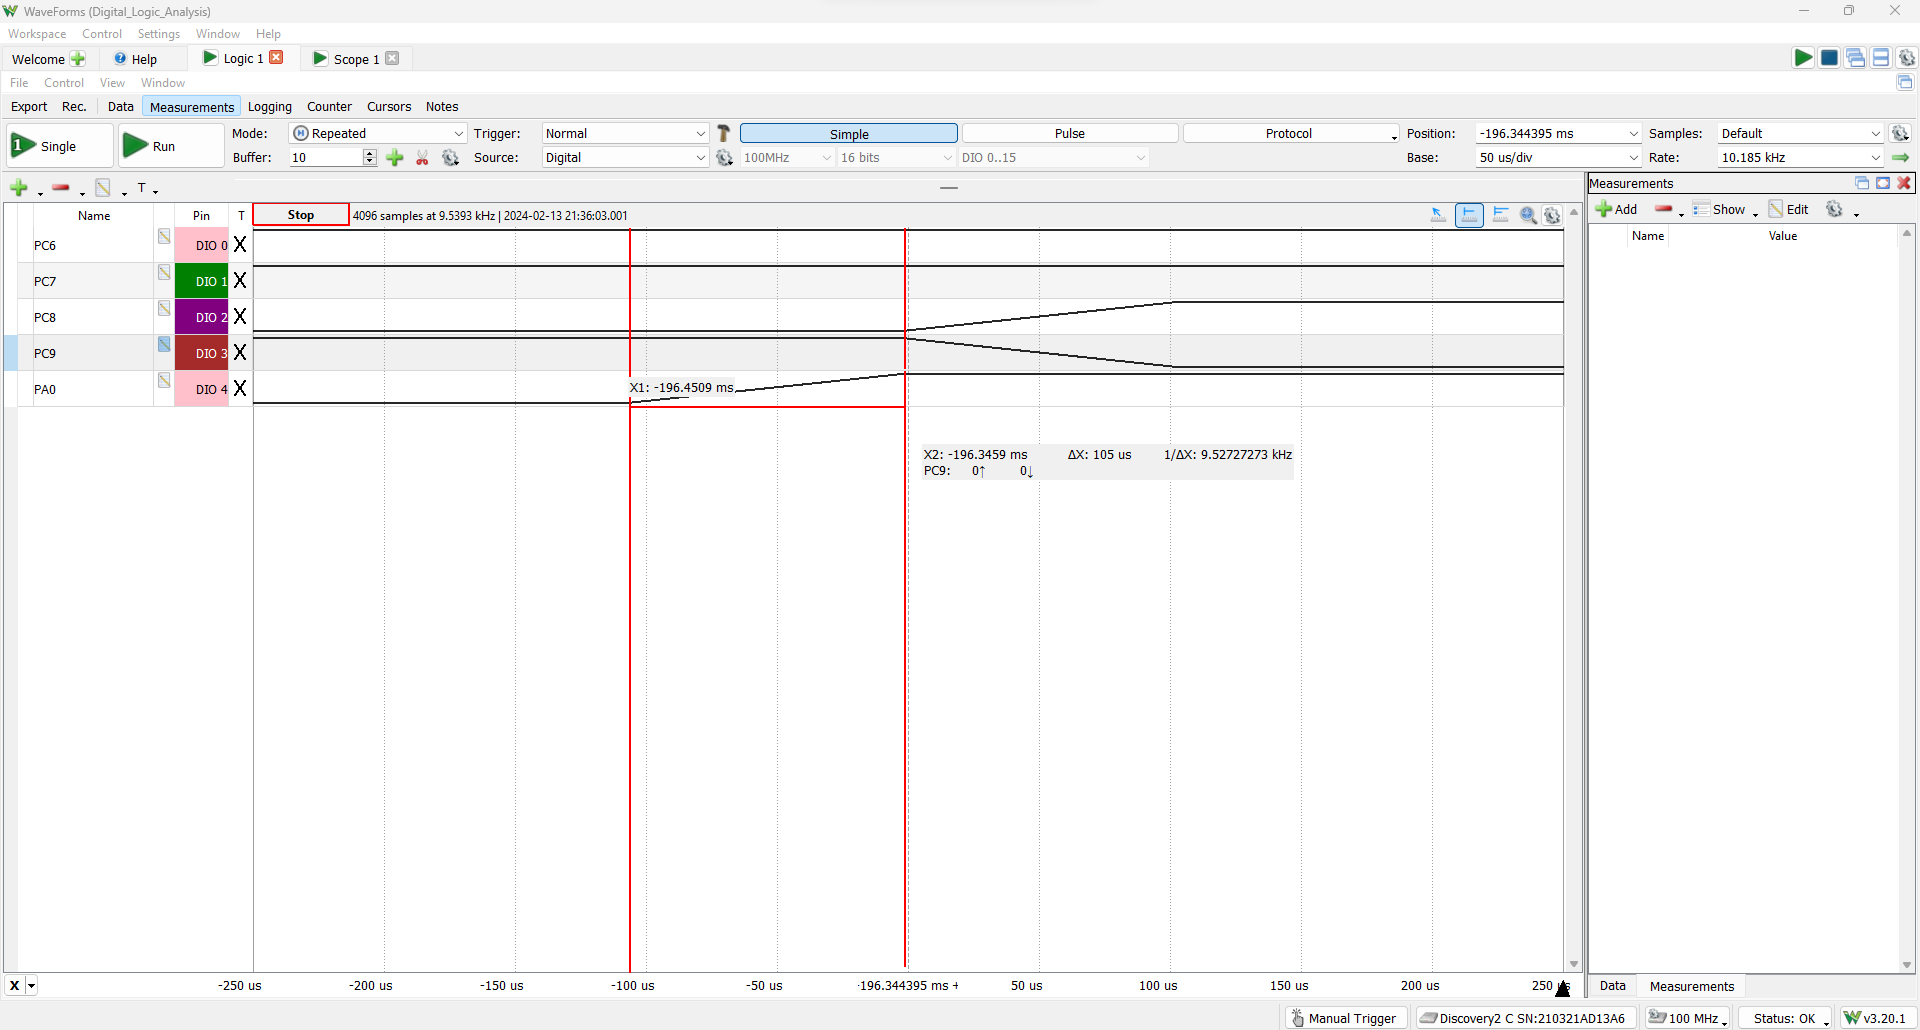 WaveForms (Digital_Logic_Analysis)
Workspace Control Settings Window Help
Welcome Help Logic 1 Scope 1
File Control View Window
Export Rec. Data Measurements Logging Counter Cursors Notes
1 Single Run Mode: Repeated Trigger: Normal Simple Pulse Protocol Position: -196.344395 ms Samples: Default
Buffer: 10 Source: Digital 100MHz 16 bits DIO 0..15 Base: 50 us/div Rate: 10.185 kHz
T
Measurements
Add Show Edit
Name Value
Name Pin T Stop 4096 samples at 9.5393 kHz | 2024-02-13 21:36:03.001
PC6 DIO 0 X
PC7 DIO 1 X
PC8 DIO 2 X
PC9 DIO 3 X
PA0 DIO 4 X
X1: -196.4509 ms
X2: -196.3459 ms ΔX: 105 us 1/ΔX: 9.52727273 kHz
PC9: 0↑ 0↓
X -250 us -200 us -150 us -100 us -50 us -196.344395 ms + 50 us 100 us 150 us 200 us 250 us
Data Measurements
Manual Trigger Discovery2 C SN:210321AD13A6 100 MHz Status: OK v3.20.1